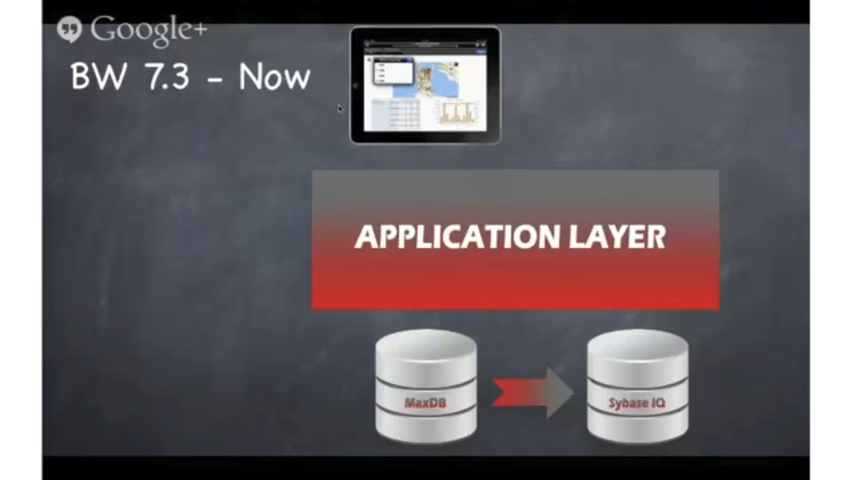 Google+
BW 7.3 - Now
APPLICATION LAYER
MaxDB
Sybase IQ